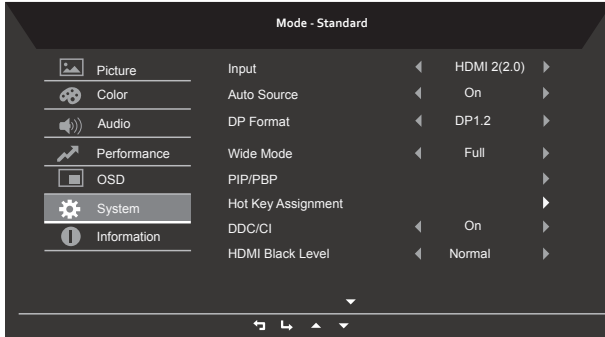 Mode - Standard
Picture
Color
Audio
Performance
OSD
System
Information
Input HDMI 2(2.0)
Auto Source On
DP Format DP1.2
Wide Mode Full
PIP/PBP
Hot Key Assignment
DDC/CI On
HDMI Black Level Normal